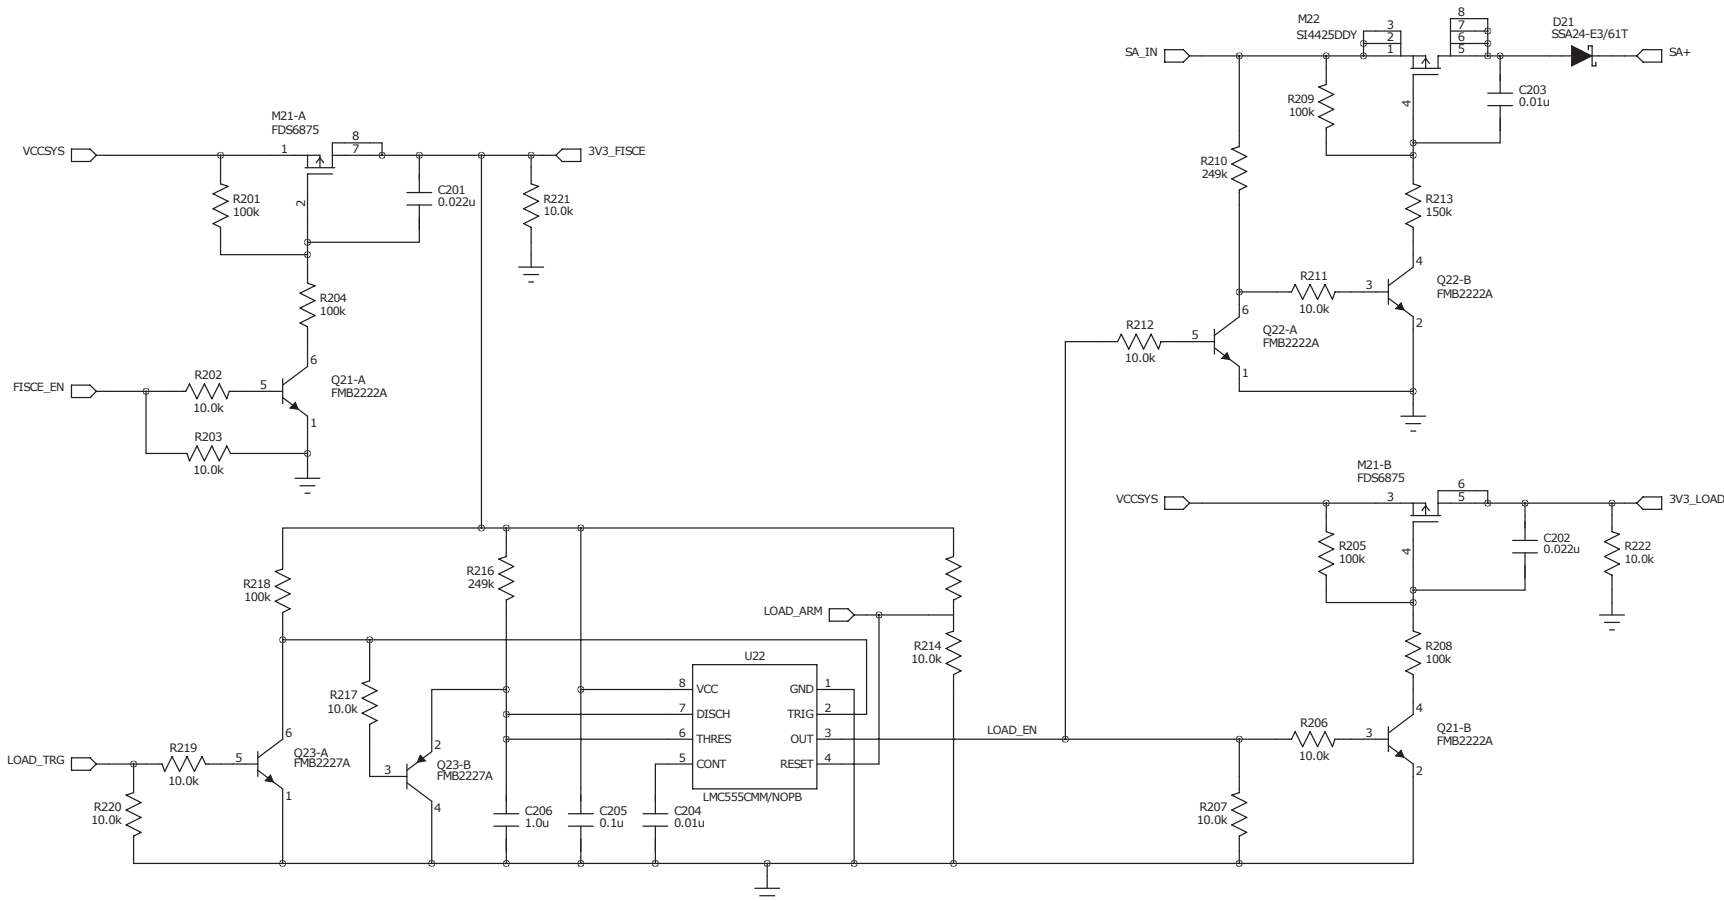 M21-A
FDS6875
VCCSYS
1
8
7
3V3_FISCE
2
R201
100k
C201
0.022u
R221
10.0k
R204
100k
FISCE_EN
R202
10.0k
5
6
Q21-A
FMB2222A
1
R203
10.0k
M22
SI4425DDY
3
2
1
8
7
6
5
D21
SSA24-E3/61T
SA_IN
SA+
R209
100k
4
C203
0.01u
R210
249k
R213
150k
R211
10.0k
3
4
Q22-B
FMB2222A
2
R212
10.0k
5
6
Q22-A
FMB2222A
1
M21-B
FDS6875
VCCSYS
3
6
5
3V3_LOAD
R205
100k
4
C202
0.022u
R222
10.0k
R208
100k
R206
10.0k
3
4
Q21-B
FMB2222A
2
R207
10.0k
R218
100k
R216
249k
LOAD_ARM
R214
10.0k
R217
10.0k
U22
8 VCC
7 DISCH
6 THRES
5 CONT
GND 1
TRIG 2
OUT 3
RESET 4
LMC555CMM/NOPB
LOAD_EN
LOAD_TRG
R219
10.0k
5
6
Q23-A
FMB2227A
1
3
2
Q23-B
FMB2227A
4
R220
10.0k
C206
1.0u
C205
0.1u
C204
0.01u